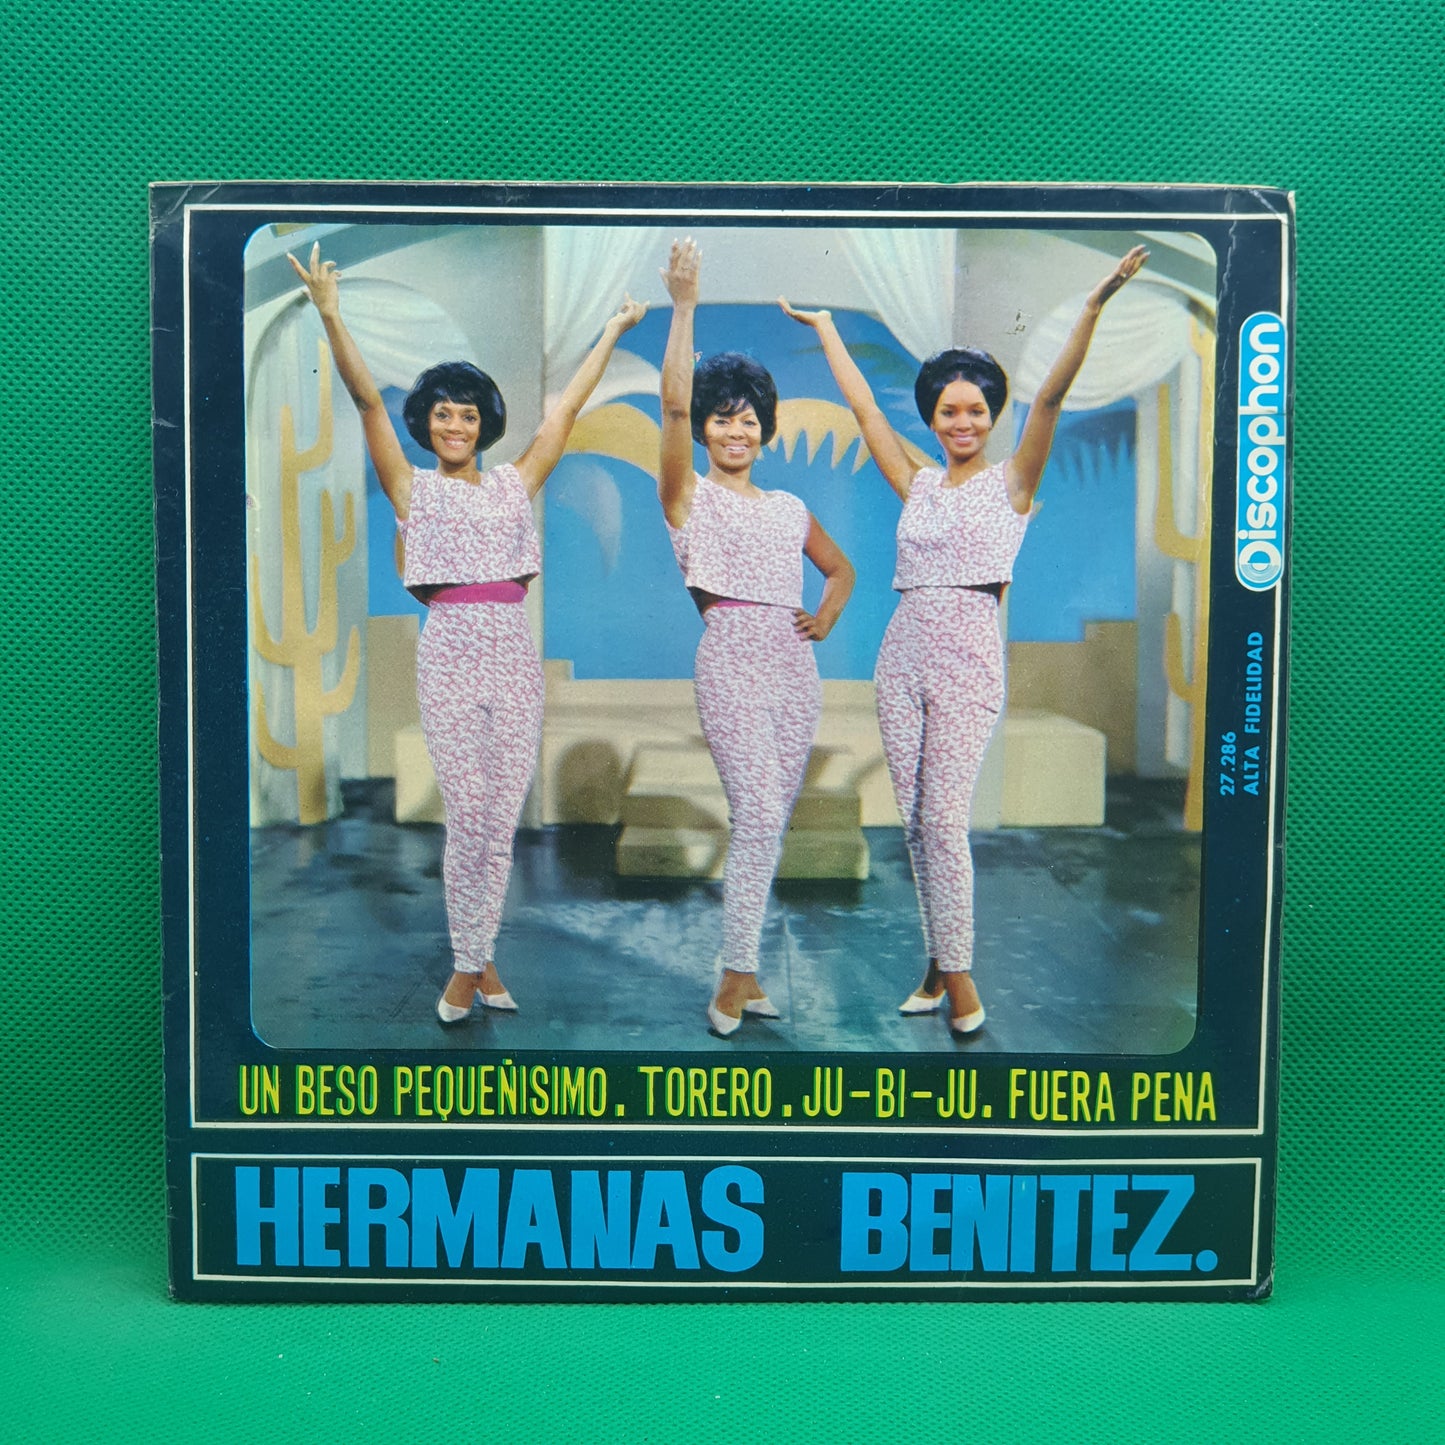 Discophon
27.286
ALTA FIDELIDAD
UN BESO PEQUEÑISIMO. TORERO. JU-BI-JU. FUERA PENA
HERMANAS BENITEZ.